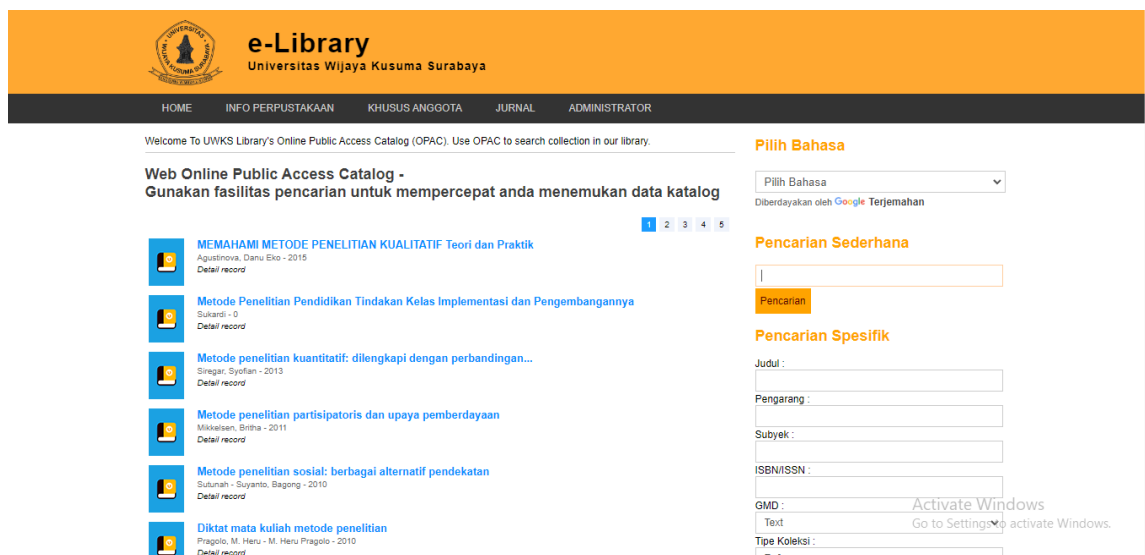 e-Library
Universitas Wijaya Kusuma Surabaya
HOME INFO PERPUSTAKAAN KHUSUS ANGGOTA JURNAL ADMINISTRATOR
Welcome To UWKS Library's Online Public Access Catalog (OPAC). Use OPAC to search collection in our library.
Web Online Public Access Catalog -
Gunakan fasilitas pencarian untuk mempercepat anda menemukan data katalog
1 2 3 4 5
MEMAHAMI METODE PENELITIAN KUALITATIF Teori dan Praktik
Agustinova, Danu Eko - 2015
Detail record
Metode Penelitian Pendidikan Tindakan Kelas Implementasi dan Pengembangannya
Sukardi - 0
Detail record
Metode penelitian kuantitatif: dilengkapi dengan perbandingan...
Siregar, Syofian - 2013
Detail record
Metode penelitian partisipatoris dan upaya pemberdayaan
Mikkelsen, Britha - 2011
Detail record
Metode penelitian sosial: berbagai alternatif pendekatan
Sutunah - Suyanto, Bagong - 2010
Detail record
Diktat mata kuliah metode penelitian
Pragolo, M. Heru - M. Heru Pragolo - 2010
Detail record
Pilih Bahasa
Pilih Bahasa
Diberdayakan oleh Google Terjemahan
Pencarian Sederhana
Pencarian
Pencarian Spesifik
Judul :
Pengarang :
Subyek :
ISBN/ISSN :
GMD :
Text
Tipe Koleksi :
Activate Windows
Go to Settings to activate Windows.